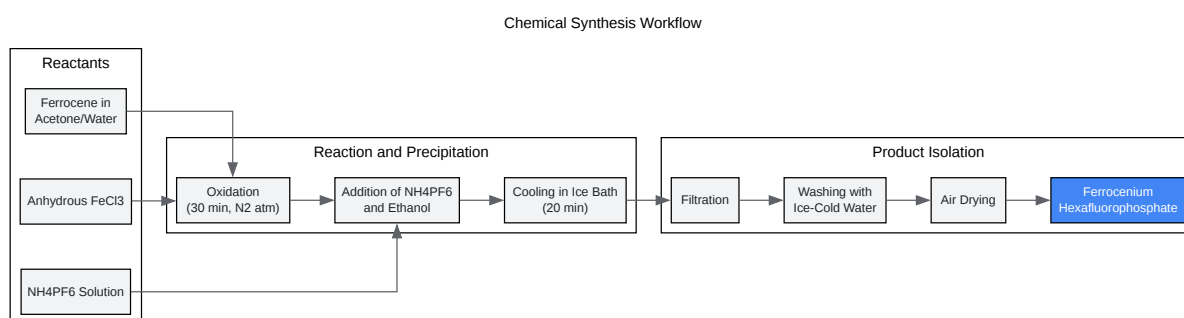 Chemical Synthesis Workflow
Reactants
Ferrocene in
Acetone/Water
Anhydrous FeCl3
NH4PF6 Solution
Reaction and Precipitation
Oxidation
(30 min, N2 atm)
Addition of NH4PF6
and Ethanol
Cooling in Ice Bath
(20 min)
Product Isolation
Filtration
Washing with
Ice-Cold Water
Air Drying
Ferrocenium
Hexafluorophosphate